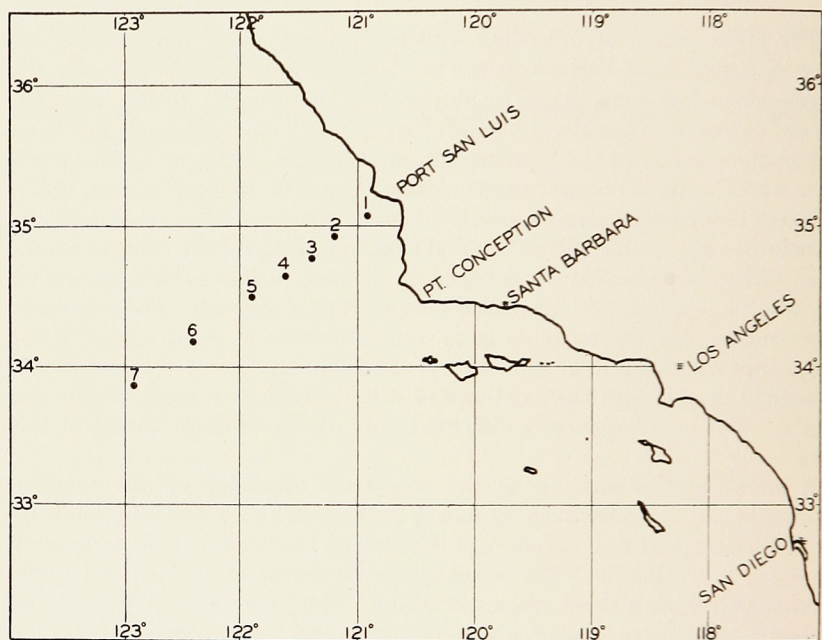 123° 122° 121° 120° 119° 118°
36° 36°
PORT SAN LUIS
1
35° 35°
2
3
PT. CONCEPTION
SANTA BARBARA
4
5
6
LOS ANGELES
34° 34°
7
33° 33°
SAN DIEGO
123° 122° 121° 120° 119° 118°